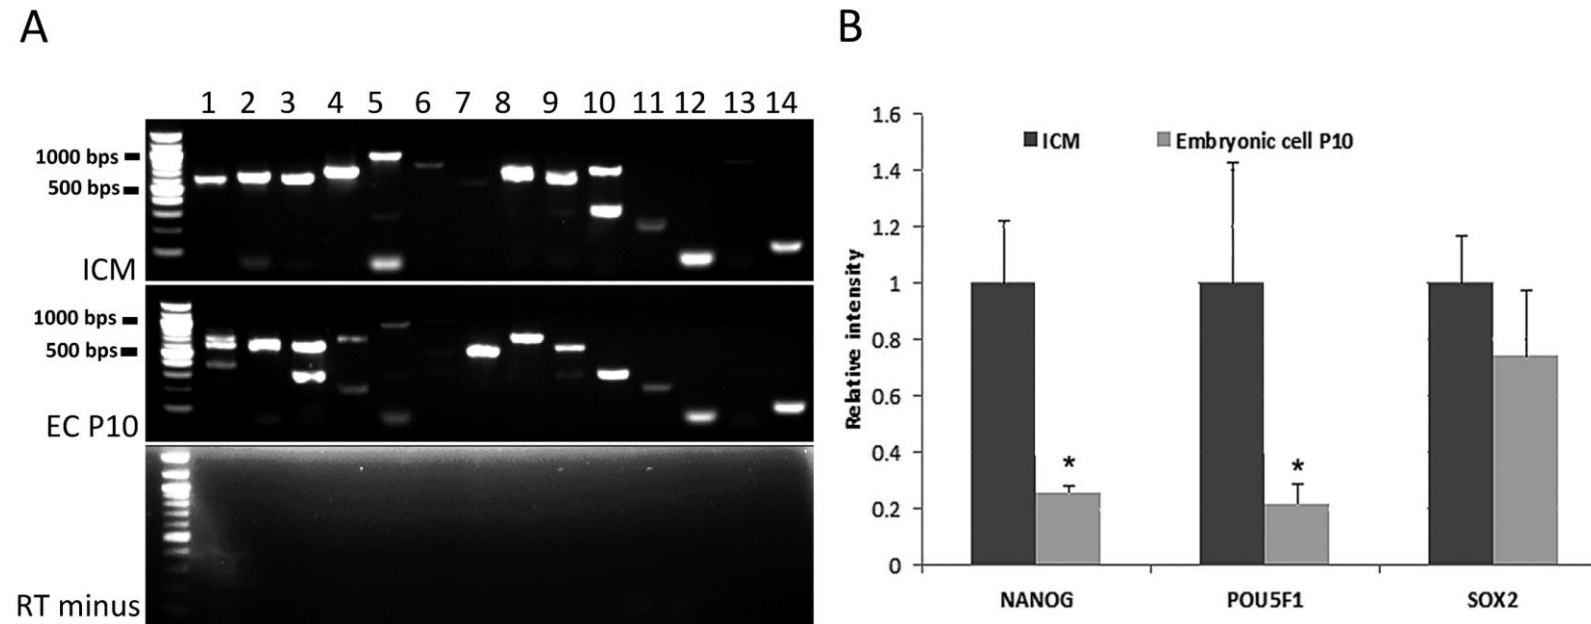 A
1 2 3 4 5 6 7 8 9 10 11 12 13 14
1000 bps
500 bps
ICM
1000 bps
500 bps
EC P10
RT minus
B
ICM
Embryonic cell P10
Relative intensity
1.6
1.4
1.2
1
0.8
0.6
0.4
0.2
0
*
*
NANOG
POU5F1
SOX2